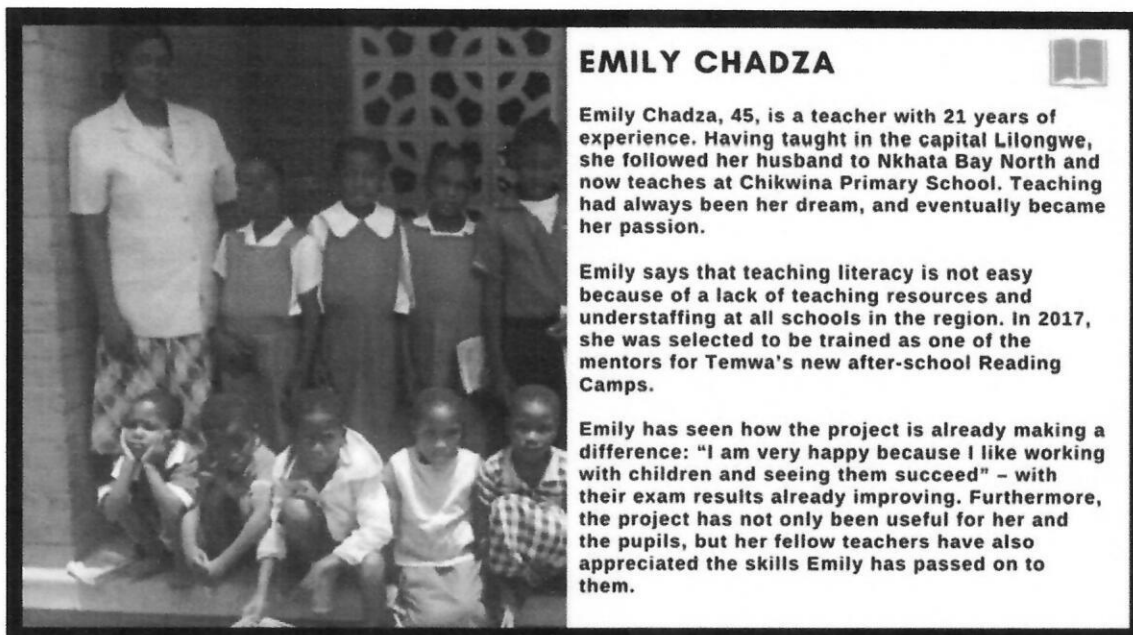 EMILY CHADZA
Emily Chadza, 45, is a teacher with 21 years of
experience. Having taught in the capital Lilongwe,
she followed her husband to Nkhata Bay North and
now teaches at Chikwina Primary School. Teaching
had always been her dream, and eventually became
her passion.
Emily says that teaching literacy is not easy
because of a lack of teaching resources and
understaffing at all schools in the region. In 2017,
she was selected to be trained as one of the
mentors for Temwa's new after-school Reading
Camps.
Emily has seen how the project is already making a
difference: “I am very happy because I like working
with children and seeing them succeed” – with
their exam results already improving. Furthermore,
the project has not only been useful for her and
the pupils, but her fellow teachers have also
appreciated the skills Emily has passed on to
them.